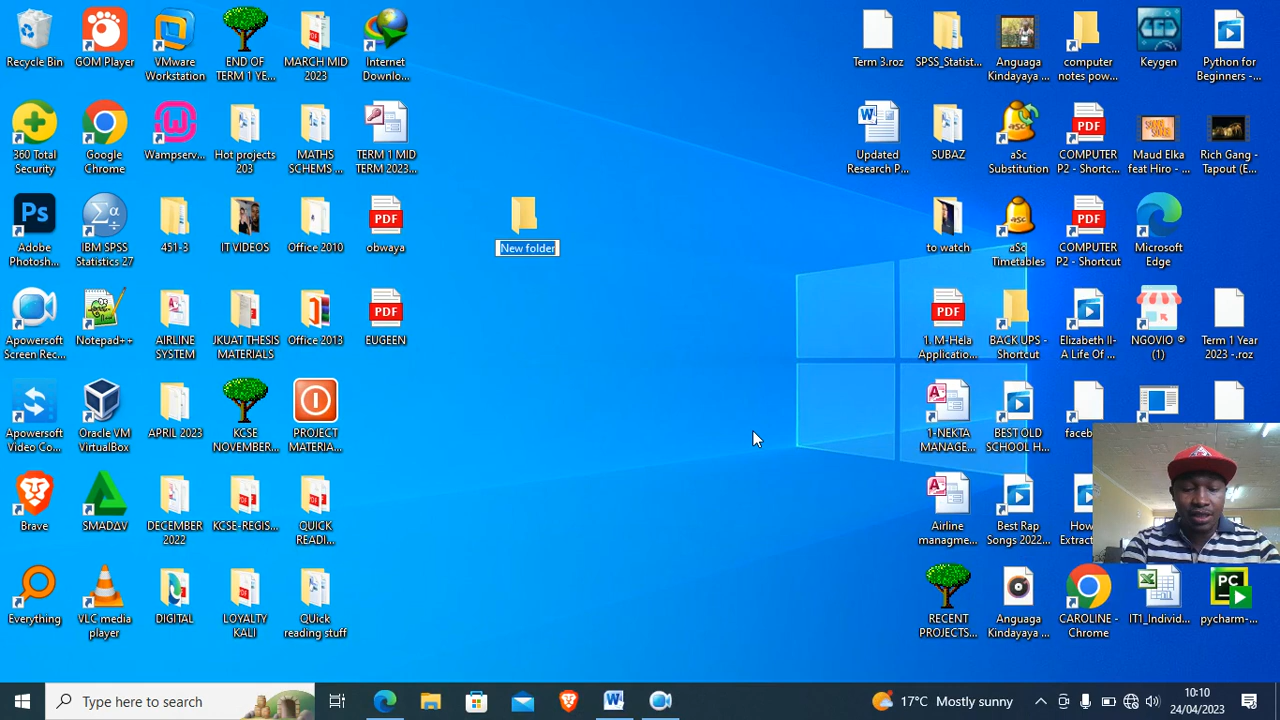 Recycle Bin
GOM Player
VMware
Workstation
END OF
TERM 1 YE...
MARCH MID
2023
Internet
Downlo...
Term 3.roz
SPSS_Statist...
Anguaga
Kindayaya ...
computer
notes pow...
Keygen
Python for
Beginners -...
360 Total
Security
Google
Chrome
Wampserv...
Hot projects
203
MATHS
SCHEMS ...
TERM 1 MID
TERM 2023...
Updated
Research P...
SUBAZ
aSc
Substitution
COMPUTER
P2 - Shortc...
Maud Elka
feat Hiro - ...
Rich Gang -
Tapout (E...
Adobe
Photosh...
IBM SPSS
Statistics 27
451-3
IT VIDEOS
Office 2010
obwaya
New folder
to watch
aSc
Timetables
COMPUTER
P2 - Shortcut
Microsoft
Edge
Apowersoft
Screen Rec...
Notepad++
AIRLINE
SYSTEM
JKUAT THESIS
MATERIALS
Office 2013
EUGEEN
1. M-Hela
Applicatio...
BACK UPS -
Shortcut
Elizabeth II-
A Life Of ...
NGOVIO ®
(1)
Term 1 Year
2023 -.roz
Apowersoft
Video Co...
Oracle VM
VirtualBox
APRIL 2023
KCSE
NOVEMBER...
PROJECT
MATERIA...
1-NEKTA
MANAGE...
BEST OLD
SCHOOL H...
faceb
Brave
SMADΔV
DECEMBER
2022
KCSE-REGIS...
QUICK
READI...
Airline
managme...
Best Rap
Songs 2022...
How
Extract
Everything
VLC media
player
DIGITAL
LOYALTY
KALI
QUick
reading stuff
RECENT
PROJECTS...
Anguaga
Kindayaya ...
CAROLINE -
Chrome
IT1_Individ...
pycharm-...
Type here to search
17°C Mostly sunny
10:10
24/04/2023